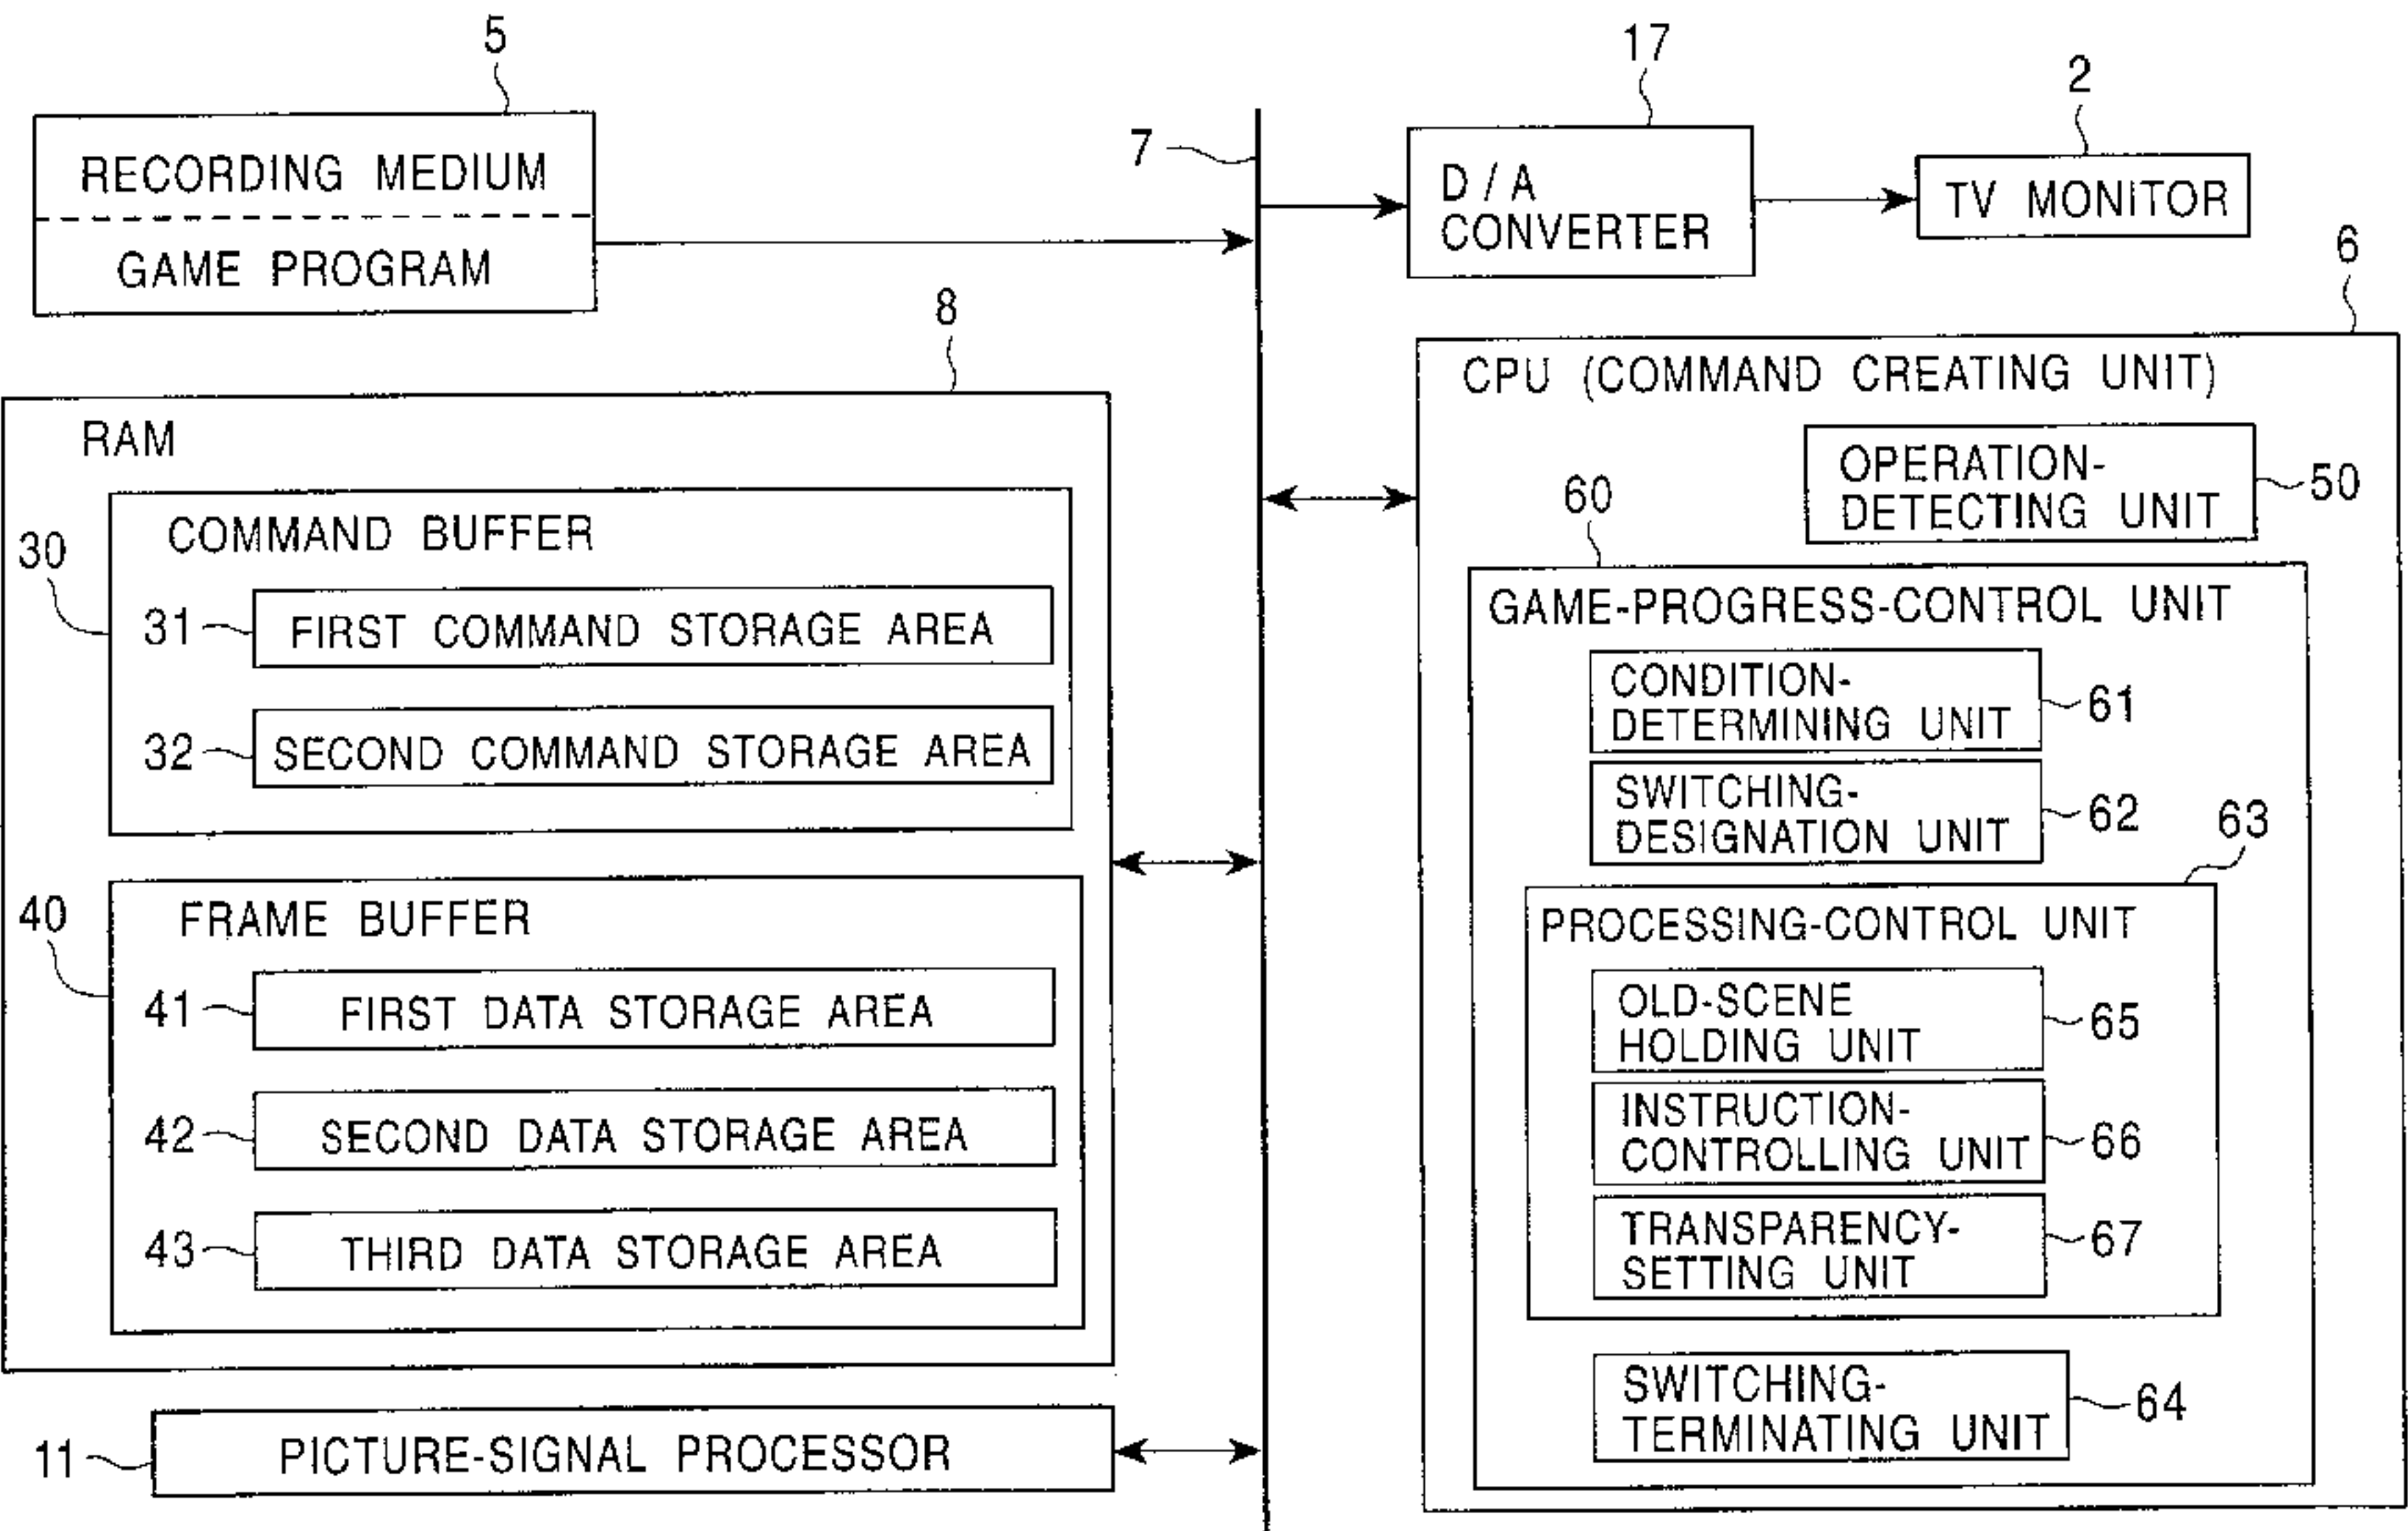 5
RECORDING MEDIUM
GAME PROGRAM
7
17
D/A
CONVERTER
2
TV MONITOR
8
RAM
30
COMMAND BUFFER
31
FIRST COMMAND STORAGE AREA
32
SECOND COMMAND STORAGE AREA
40
FRAME BUFFER
41
FIRST DATA STORAGE AREA
42
SECOND DATA STORAGE AREA
43
THIRD DATA STORAGE AREA
11
PICTURE-SIGNAL PROCESSOR
6
CPU (COMMAND CREATING UNIT)
OPERATION-
DETECTING UNIT
50
60
GAME-PROGRESS-CONTROL UNIT
CONDITION-
DETERMINING UNIT
61
SWITCHING-
DESIGNATION UNIT
62
63
PROCESSING-CONTROL UNIT
OLD-SCENE
HOLDING UNIT
65
INSTRUCTION-
CONTROLLING UNIT
66
TRANSPARENCY-
SETTING UNIT
67
SWITCHING-
TERMINATING UNIT
64